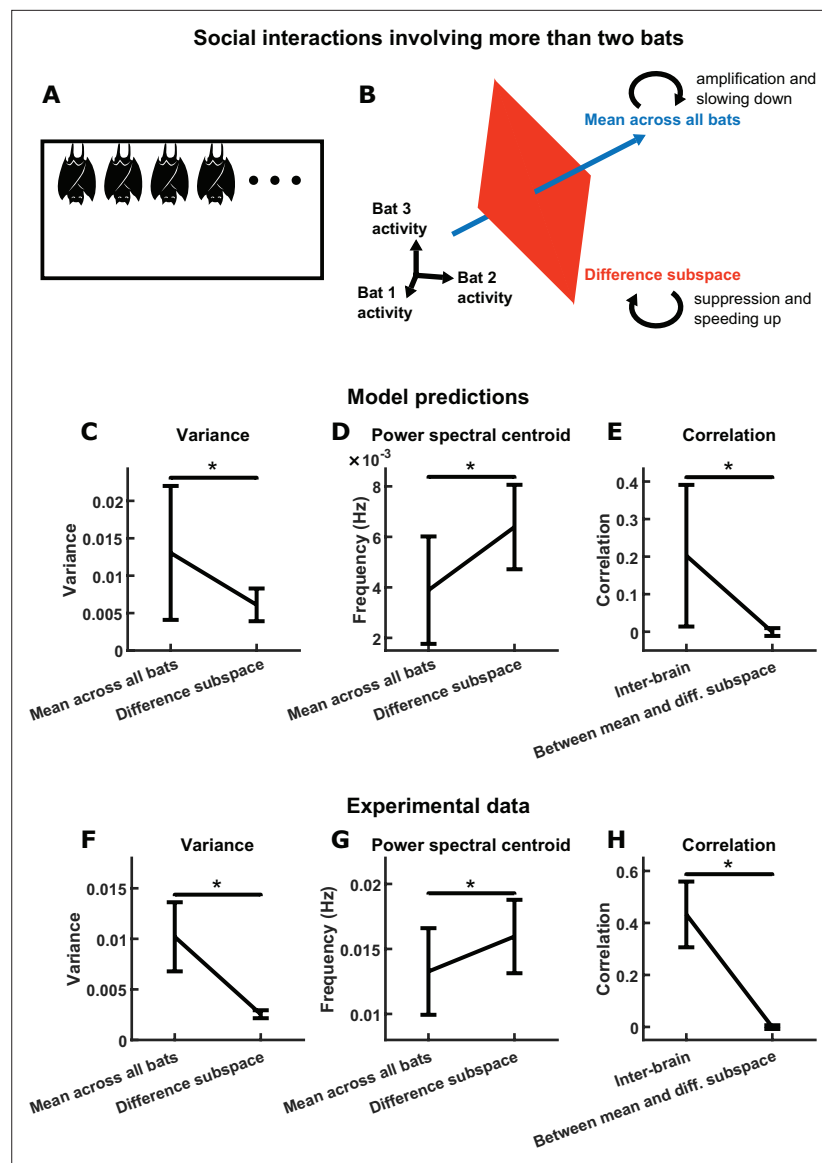 Social interactions involving more than two bats
A
B
amplification and
slowing down
Mean across all bats
Bat 3
activity
Bat 2
activity
Bat 1
activity
Difference subspace
suppression and
speeding up
Model predictions
C
Variance
*
0.02
0.015
0.01
0.005
0
Variance
Mean across all bats
Difference subspace
D
Power spectral centroid
×10⁻³
*
8
6
4
2
Frequency (Hz)
Mean across all bats
Difference subspace
E
Correlation
*
0.4
0.3
0.2
0.1
0
Correlation
Inter-brain
Between mean and diff. subspace
Experimental data
F
Variance
*
0.015
0.01
0.005
0
Variance
Mean across all bats
Difference subspace
G
Power spectral centroid
*
0.02
0.015
0.01
Frequency (Hz)
Mean across all bats
Difference subspace
H
Correlation
*
0.6
0.4
0.2
0
Correlation
Inter-brain
Between mean and diff. subspace